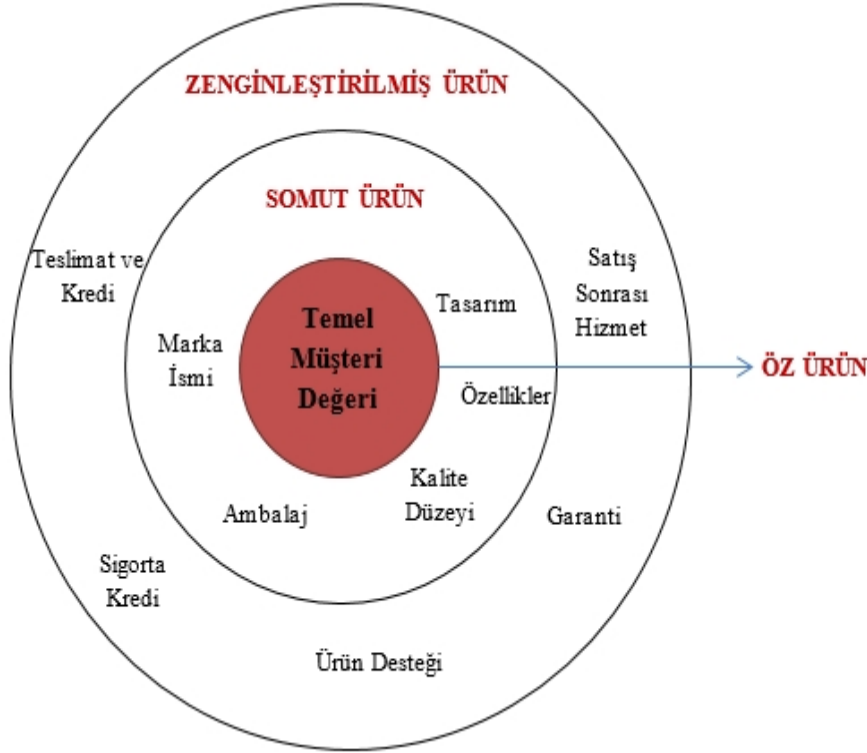 ZENGİNLEŞTİRİLMİŞ ÜRÜN
SOMUT ÜRÜN
Teslimat ve
Kredi
Marka
İsmi
Temel
Müşteri
Değeri
Tasarım
Özellikler
Satış
Sonrası
Hizmet
ÖZ ÜRÜN
Ambalaj
Kalite
Düzeyi
Garanti
Sigorta
Kredi
Ürün Desteği